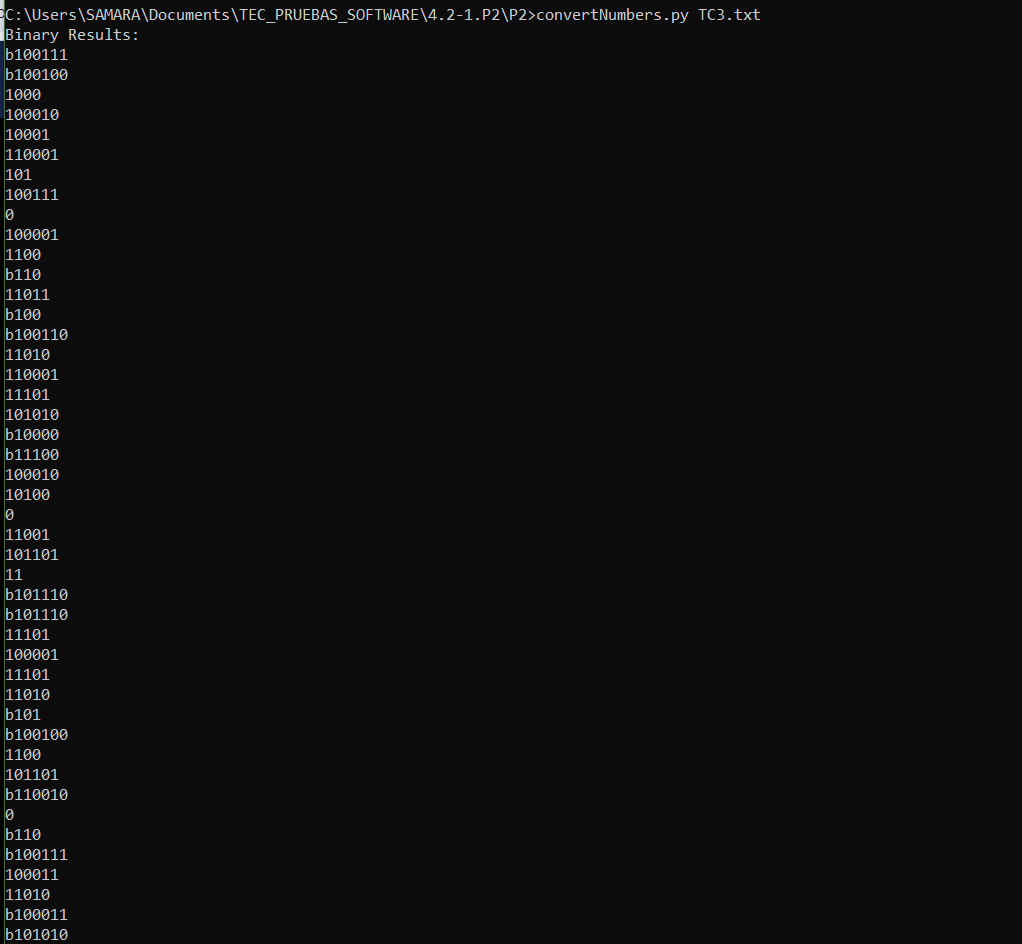 C:\Users\SAMARA\Documents\TEC_PRUEBAS_SOFTWARE\4.2-1.P2\P2>convertNumbers.py TC3.txt
Binary Results:
b100111
b100100
1000
100010
10001
110001
101
100111
0
100001
1100
b110
11011
b100
b100110
11010
110001
11101
101010
b10000
b11100
100010
10100
0
11001
101101
11
b101110
b101110
11101
100001
11101
11010
b101
b100100
1100
101101
b110010
0
b110
b100111
100011
11010
b100011
b101010